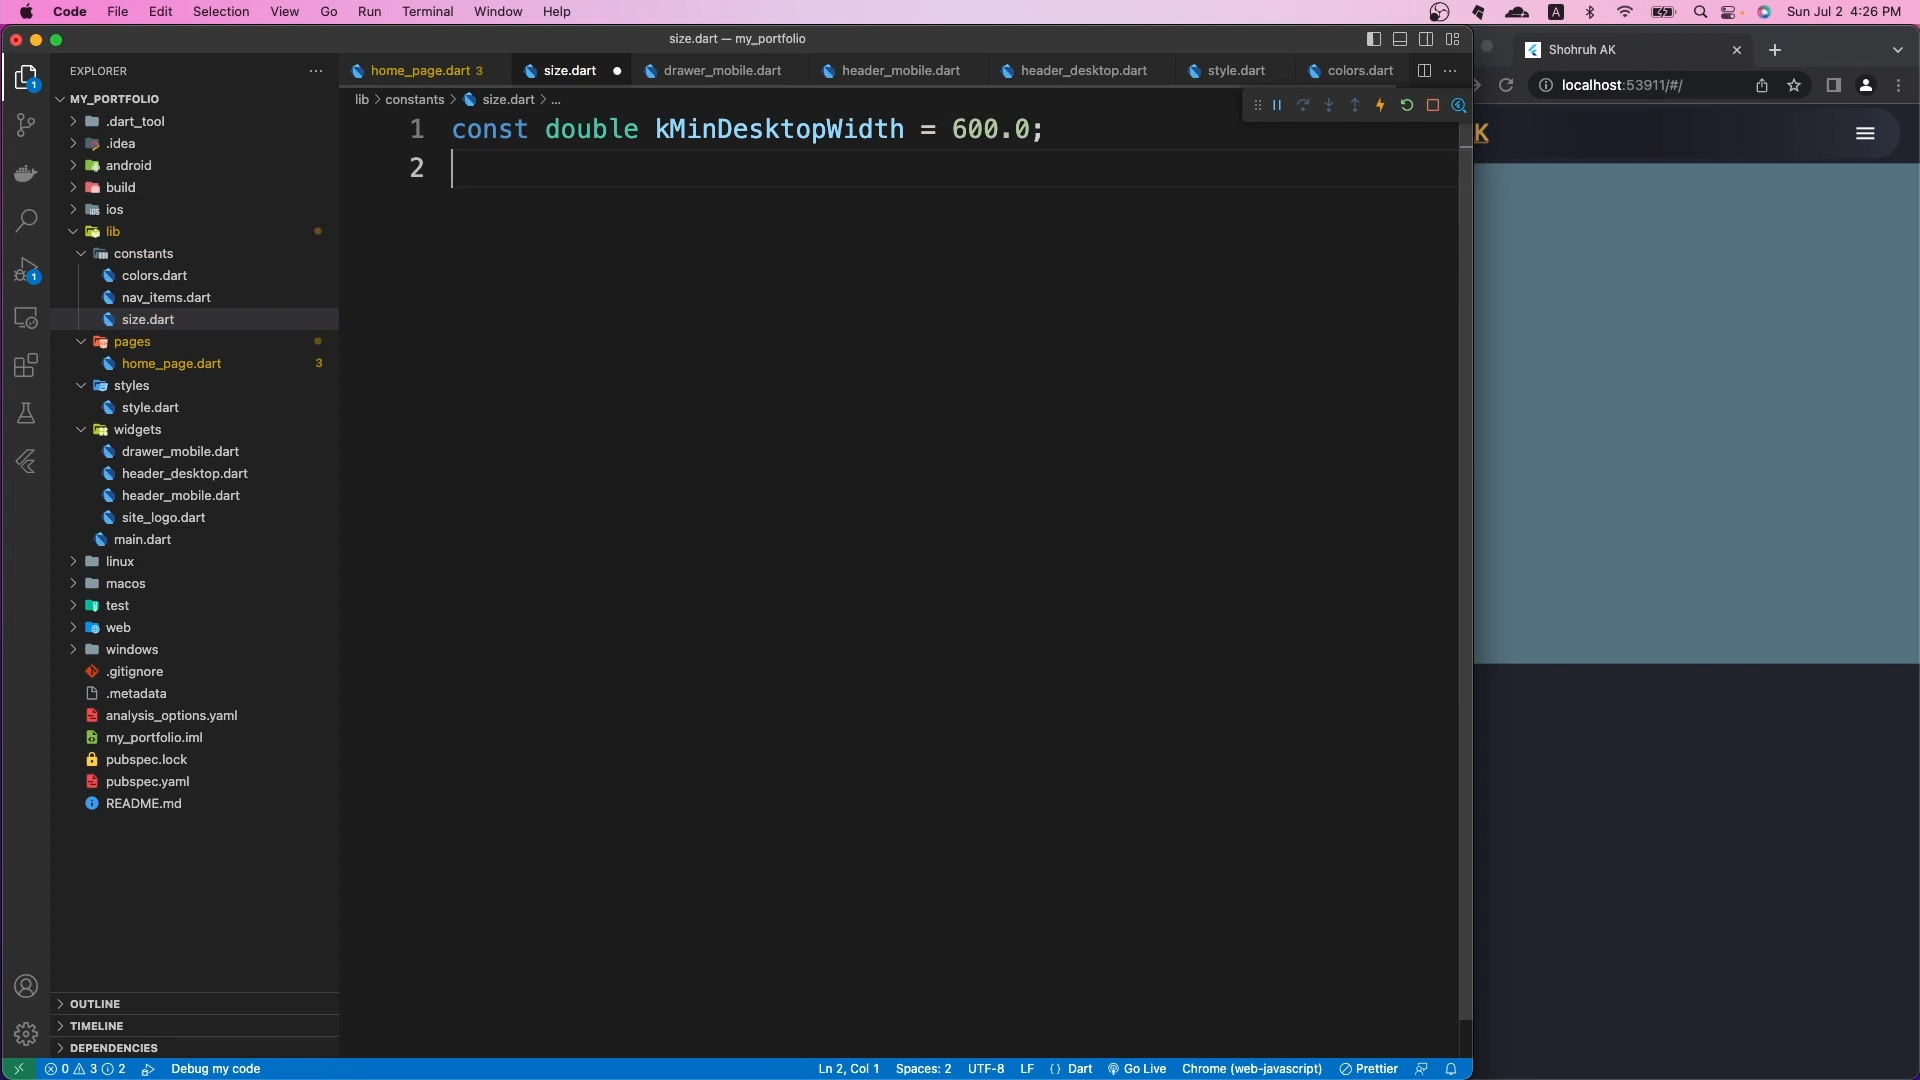 Code File Edit Selection View Go Run Terminal Window Help
A
Sun Jul 2 4:26 PM
size.dart — my_portfolio
Shohruh AK
localhost:53911/#/
EXPLORER
home_page.dart 3
size.dart
drawer_mobile.dart
header_mobile.dart
header_desktop.dart
style.dart
colors.dart
lib > constants > size.dart > ...
1 const double kMinDesktopWidth = 600.0;
2
K
MY_PORTFOLIO
.dart_tool
.idea
android
build
ios
lib
constants
colors.dart
nav_items.dart
size.dart
pages
home_page.dart 3
styles
style.dart
widgets
drawer_mobile.dart
header_desktop.dart
header_mobile.dart
site_logo.dart
main.dart
linux
macos
test
web
windows
.gitignore
.metadata
analysis_options.yaml
my_portfolio.iml
pubspec.lock
pubspec.yaml
README.md
1
1
OUTLINE
TIMELINE
DEPENDENCIES
0 3 2 Debug my code
Ln 2, Col 1 Spaces: 2 UTF-8 LF { } Dart Go Live Chrome (web-javascript) Prettier